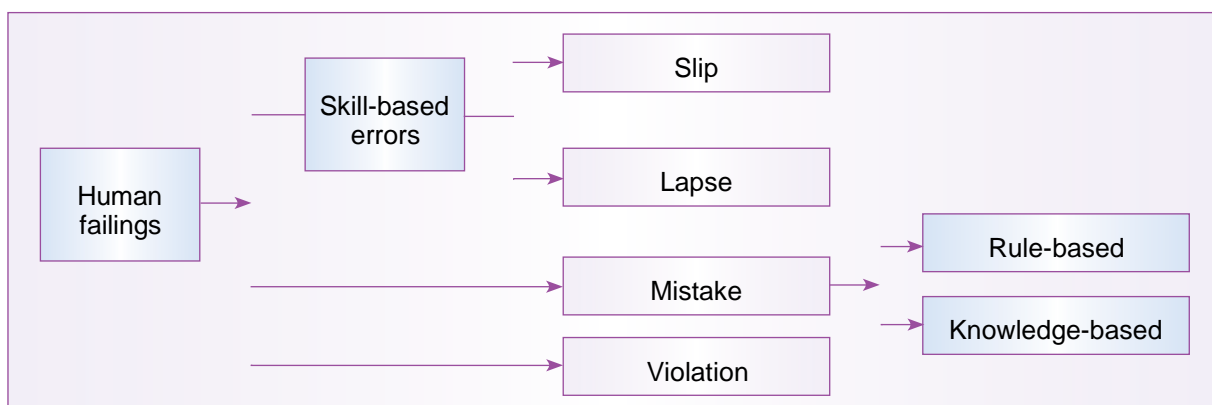 Human
failings
Skill-based
errors
Slip
Lapse
Mistake
Violation
Rule-based
Knowledge-based